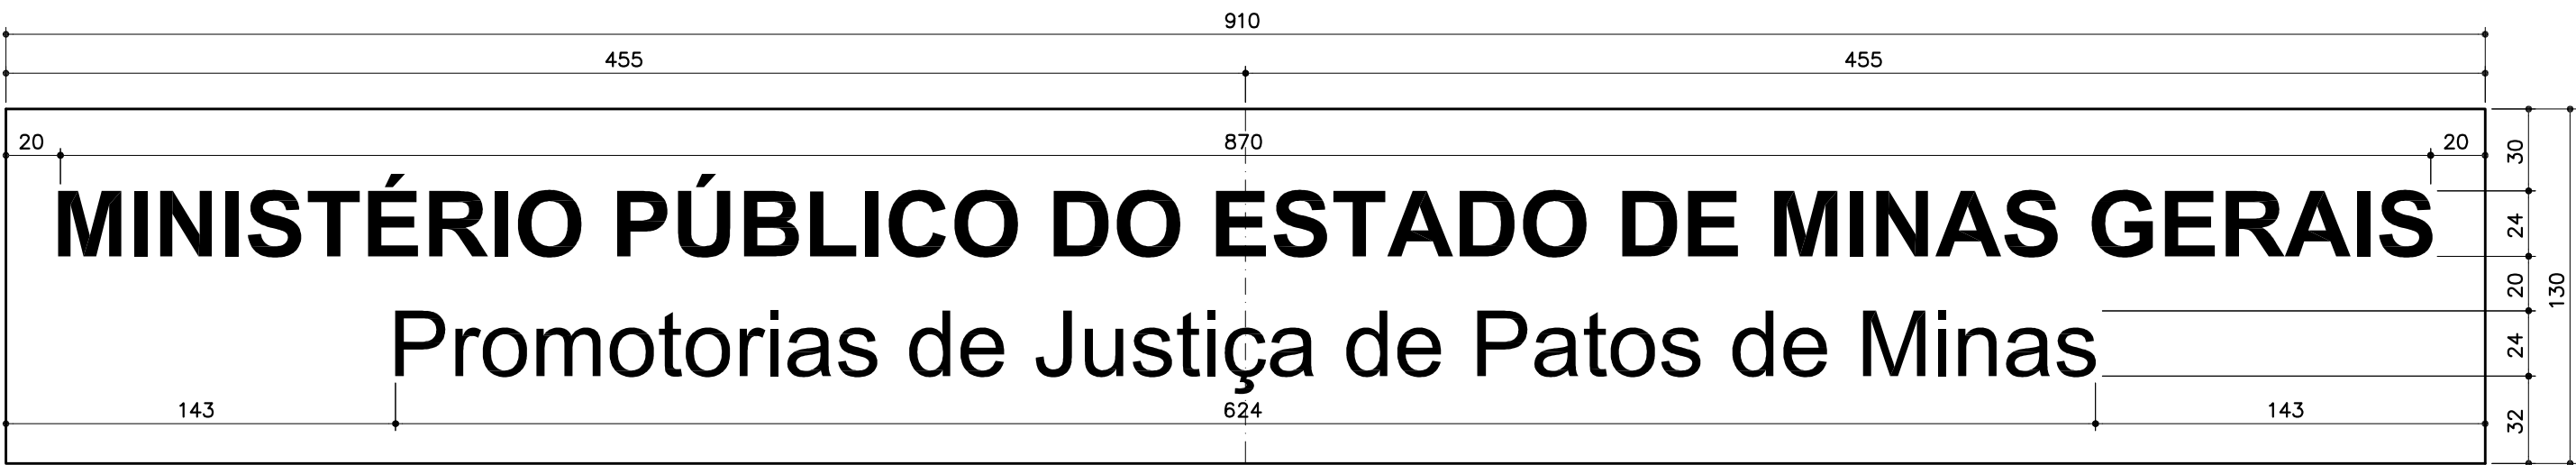 910
455 455
20 870 20
30
MINISTÉRIO PÚBLICO DO ESTADO DE MINAS GERAIS
24
20
130
Promotorias de Justiça de Patos de Minas
24
143 624 143
32